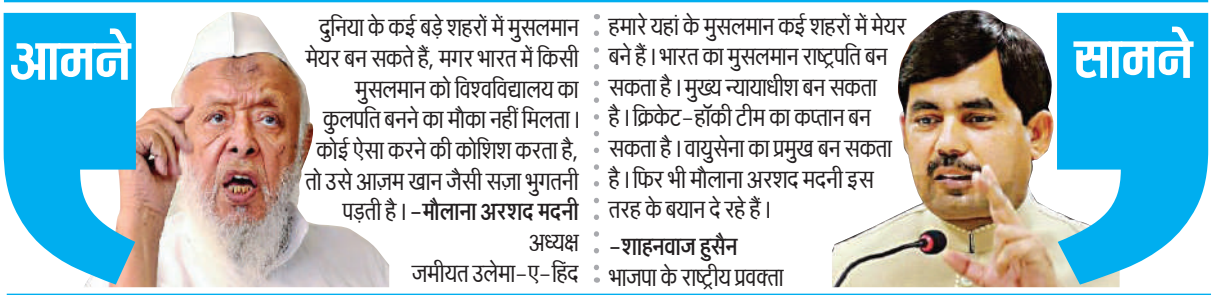 आमने
दुनिया के कई बड़े शहरों में मुसलमान
मेयर बन सकते हैं, मगर भारत में किसी
मुसलमान को विश्वविद्यालय का
कुलपति बनने का मौका नहीं मिलता।
कोई ऐसा करने की कोशिश करता है,
तो उसे आज़म खान जैसी सज़ा भुगतनी
पड़ती है। –मौलाना अरशद मदनी
अध्यक्ष
जमीयत उलेमा–ए–हिंद
हमारे यहां के मुसलमान कई शहरों में मेयर
बने हैं। भारत का मुसलमान राष्ट्रपति बन
सकता है। मुख्य न्यायाधीश बन सकता
है। क्रिकेट–हॉकी टीम का कप्तान बन
सकता है। वायुसेना का प्रमुख बन सकता
है। फिर भी मौलाना अरशद मदनी इस
तरह के बयान दे रहे हैं।
–शाहनवाज हुसैन
भाजपा के राष्ट्रीय प्रवक्ता
सामने